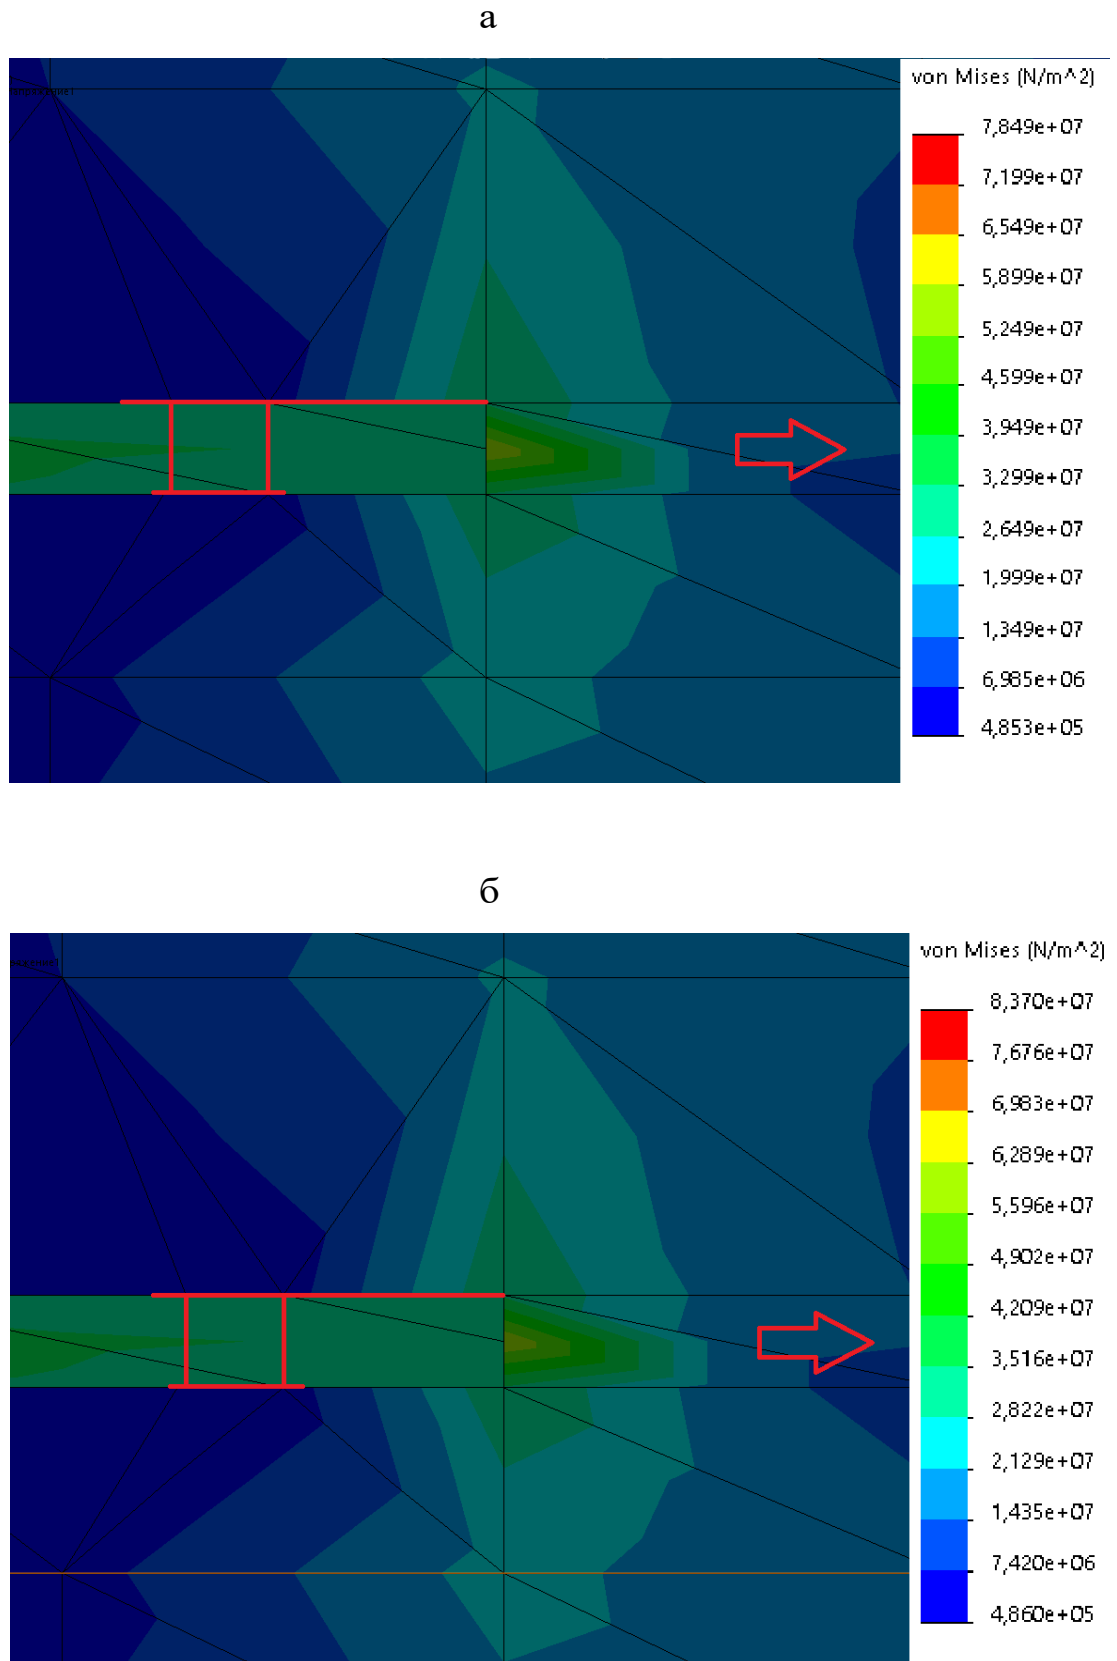 а
von Mises (N/m^2)
7,849e+07
7,199e+07
6,549e+07
5,899e+07
5,249e+07
4,599e+07
3,949e+07
3,299e+07
2,649e+07
1,999e+07
1,349e+07
6,985e+06
4,853e+05
б
von Mises (N/m^2)
8,370e+07
7,676e+07
6,983e+07
6,289e+07
5,596e+07
4,902e+07
4,209e+07
3,516e+07
2,822e+07
2,129e+07
1,435e+07
7,420e+06
4,860e+05